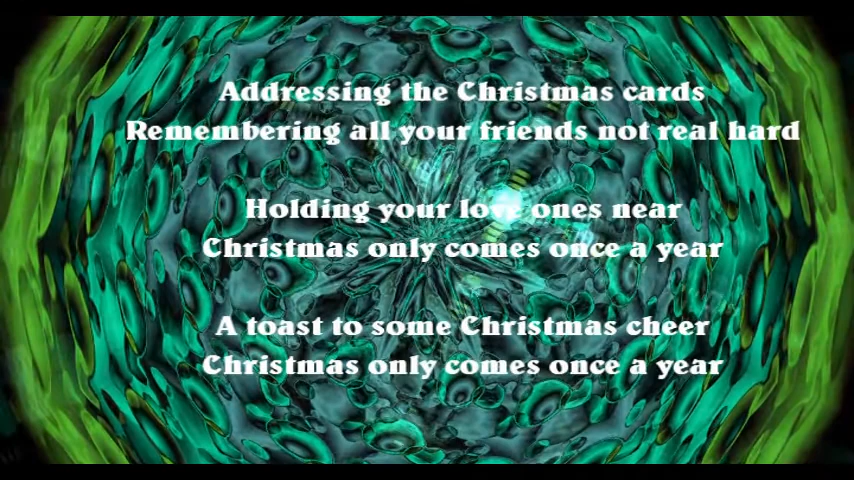 Addressing the Christmas cards
Remembering all your friends not real hard
Holding your love ones near
Christmas only comes once a year
A toast to some Christmas cheer
Christmas only comes once a year